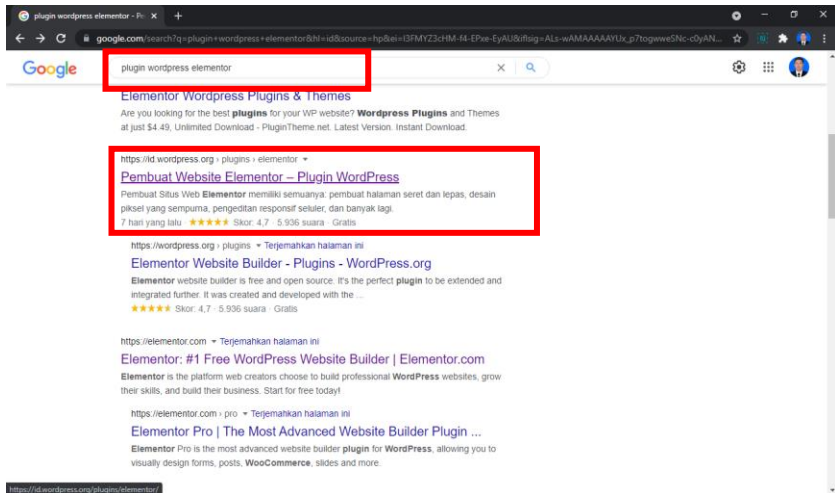 plugin wordpress elementor - Pe
google.com/search?q=plugin+wordpress+elementor&hl=id&source=hp&ei=I3FMYZ3cHM-f4-EPxe-EyAU&iflsig=ALs-wAMAAAAAYUx_p7togwwe5Nc-c0yAN...
Google
plugin wordpress elementor
Elementor Wordpress Plugins & Themes
Are you looking for the best plugins for your WP website? Wordpress Plugins and Themes
at just $4.49, Unlimited Download - PluginTheme.net. Latest Version. Instant Download.
https://id.wordpress.org › plugins › elementor
Pembuat Website Elementor – Plugin WordPress
Pembuat Situs Web Elementor memiliki semuanya: pembuat halaman seret dan lepas, desain
piksel yang sempurna, pengeditan responsif seluler, dan banyak lagi.
7 hari yang lalu · ★★★★★ Skor: 4,7 · 5.936 suara · Gratis
https://wordpress.org › plugins Terjemahkan halaman ini
Elementor Website Builder - Plugins - WordPress.org
Elementor website builder is free and open source. It's the perfect plugin to be extended and
integrated further. It was created and developed with the ...
★★★★★ Skor: 4,7 · 5.936 suara · Gratis
https://elementor.com Terjemahkan halaman ini
Elementor: #1 Free WordPress Website Builder | Elementor.com
Elementor is the platform web creators choose to build professional WordPress websites, grow
their skills, and build their business. Start for free today!
https://elementor.com › pro Terjemahkan halaman ini
Elementor Pro | The Most Advanced Website Builder Plugin ...
Elementor Pro is the most advanced website builder plugin for WordPress, allowing you to
visually design forms, posts, WooCommerce, slides and more.
https://id.wordpress.org/plugins/elementor/